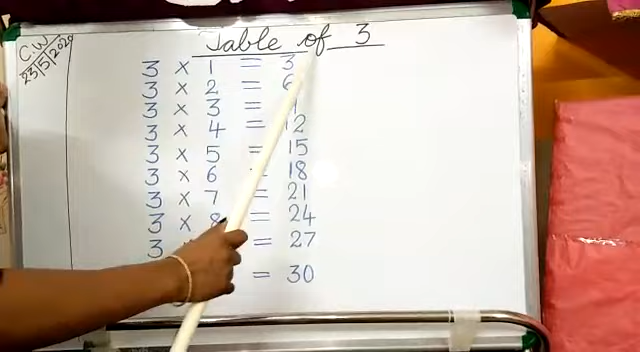 C.W
23/5/2020
Table of 3
3 × 1 = 3
3 × 2 = 6
3 × 3 =
3 × 4 = 12
3 × 5 = 15
3 × 6 = 18
3 × 7 = 21
3 × 8 = 24
3 × = 27
= 30